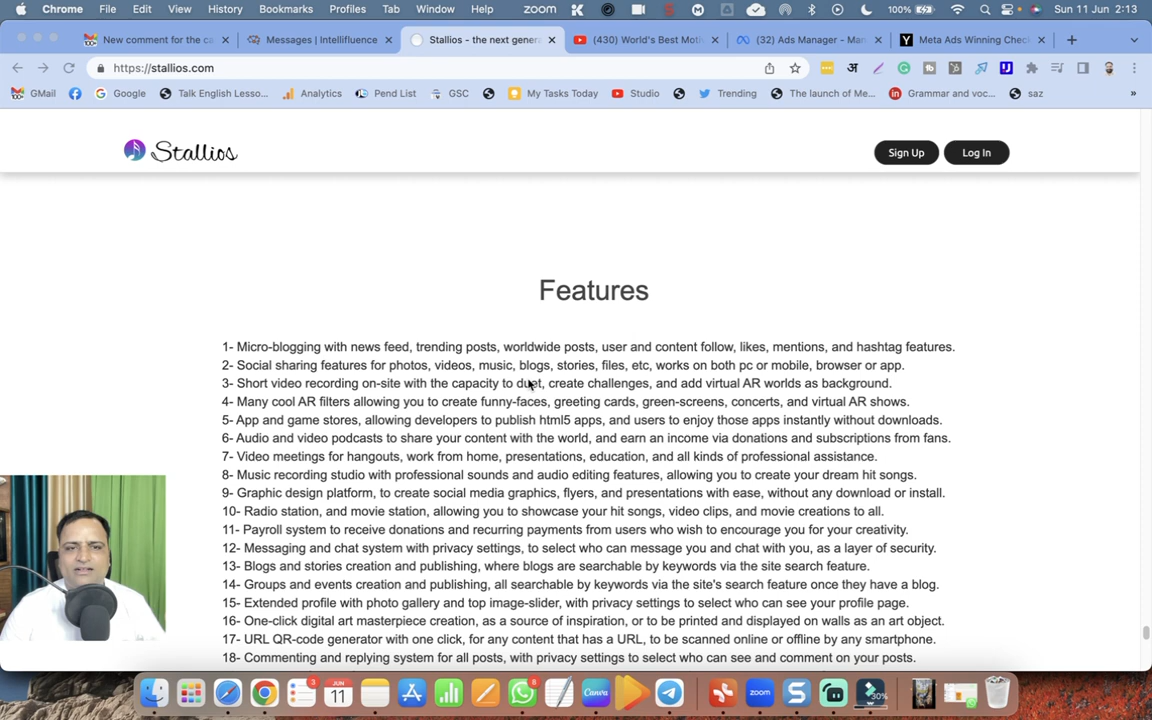 Chrome File Edit View History Bookmarks Profiles Tab Window Help zoom 100% Sun 11 Jun 2:13
New comment for the ca Messages | Intellifluence Stallios - the next genera (430) World's Best Mot (32) Ads Manager - Man Meta Ads Winning Chec
https://stallios.com
GMail Google Talk English Lesso... Analytics Pend List GSC My Tasks Today Studio Trending The launch of Me... Grammar and voc... saz
Stallios Sign Up Log In
Features
1- Micro-blogging with news feed, trending posts, worldwide posts, user and content follow, likes, mentions, and hashtag features.
2- Social sharing features for photos, videos, music, blogs, stories, files, etc, works on both pc or mobile, browser or app.
3- Short video recording on-site with the capacity to duet, create challenges, and add virtual AR worlds as background.
4- Many cool AR filters allowing you to create funny-faces, greeting cards, green-screens, concerts, and virtual AR shows.
5- App and game stores, allowing developers to publish html5 apps, and users to enjoy those apps instantly without downloads.
6- Audio and video podcasts to share your content with the world, and earn an income via donations and subscriptions from fans.
7- Video meetings for hangouts, work from home, presentations, education, and all kinds of professional assistance.
8- Music recording studio with professional sounds and audio editing features, allowing you to create your dream hit songs.
9- Graphic design platform, to create social media graphics, flyers, and presentations with ease, without any download or install.
10- Radio station, and movie station, allowing you to showcase your hit songs, video clips, and movie creations to all.
11- Payroll system to receive donations and recurring payments from users who wish to encourage you for your creativity.
12- Messaging and chat system with privacy settings, to select who can message you and chat with you, as a layer of security.
13- Blogs and stories creation and publishing, where blogs are searchable by keywords via the site search feature.
14- Groups and events creation and publishing, all searchable by keywords via the site's search feature once they have a blog.
15- Extended profile with photo gallery and top image-slider, with privacy settings to select who can see your profile page.
16- One-click digital art masterpiece creation, as a source of inspiration, or to be printed and displayed on walls as an art object.
17- URL QR-code generator with one click, for any content that has a URL, to be scanned online or offline by any smartphone.
18- Commenting and replying system for all posts, with privacy settings to select who can see and comment on your posts.
3 JUN 11 8 Canva zoom 30%